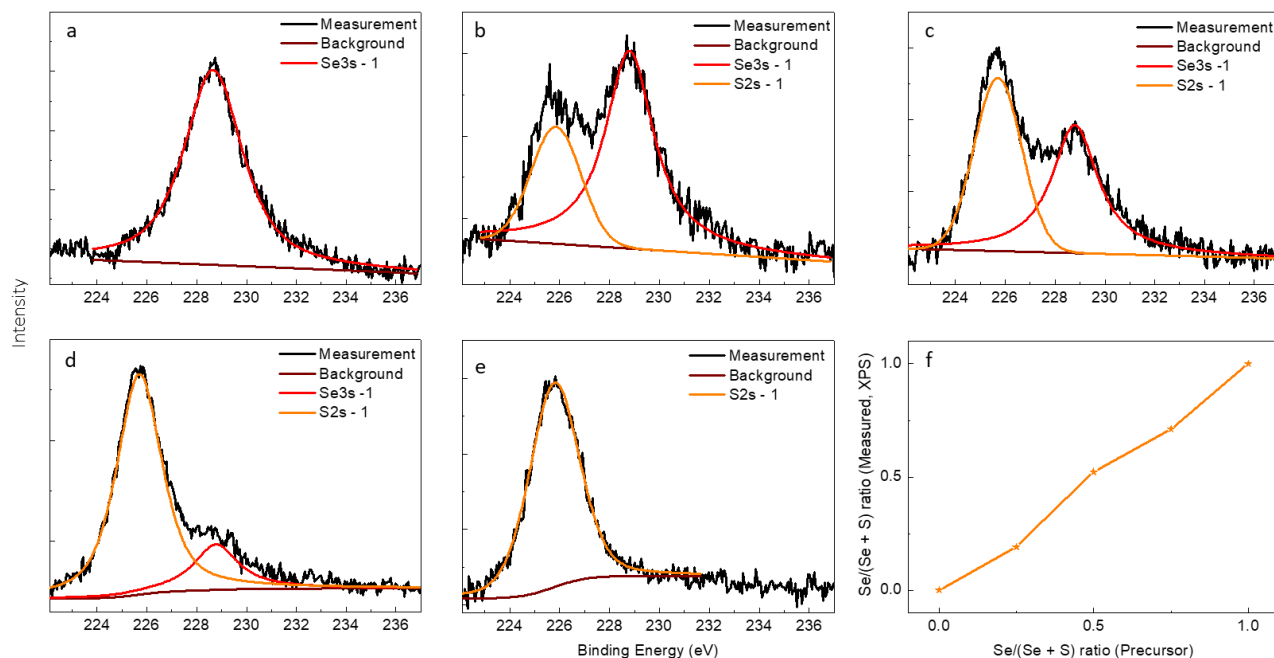 a
Measurement
Background
Se3s - 1
224 226 228 230 232 234 236
b
Measurement
Background
Se3s - 1
S2s - 1
224 226 228 230 232 234 236
c
Measurement
Background
Se3s -1
S2s - 1
224 226 228 230 232 234 236
Intensity
d
Measurement
Background
Se3s -1
S2s - 1
224 226 228 230 232 234 236
e
Measurement
Background
S2s - 1
224 226 228 230 232 234 236
Binding Energy (eV)
f
Se/(Se + S) ratio (Measured, XPS)
1.0
0.5
0.0
0.0 0.5 1.0
Se/(Se + S) ratio (Precursor)